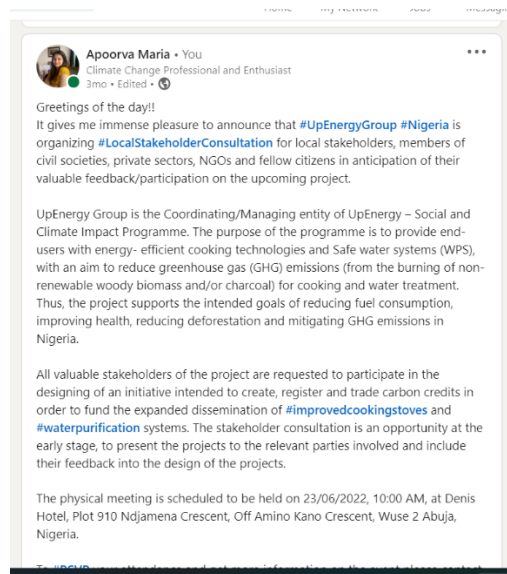 Apoorva Maria • You
Climate Change Professional and Enthusiast
3mo • Edited •
Greetings of the day!!
It gives me immense pleasure to announce that #UpEnergyGroup #Nigeria is
organizing #LocalStakeholderConsultation for local stakeholders, members of
civil societies, private sectors, NGOs and fellow citizens in anticipation of their
valuable feedback/participation on the upcoming project.
UpEnergy Group is the Coordinating/Managing entity of UpEnergy – Social and
Climate Impact Programme. The purpose of the programme is to provide end-
users with energy- efficient cooking technologies and Safe water systems (WPS),
with an aim to reduce greenhouse gas (GHG) emissions (from the burning of non-
renewable woody biomass and/or charcoal) for cooking and water treatment.
Thus, the project supports the intended goals of reducing fuel consumption,
improving health, reducing deforestation and mitigating GHG emissions in
Nigeria.
All valuable stakeholders of the project are requested to participate in the
designing of an initiative intended to create, register and trade carbon credits in
order to fund the expanded dissemination of #improvedcookingstoves and
#waterpurification systems. The stakeholder consultation is an opportunity at the
early stage, to present the projects to the relevant parties involved and include
their feedback into the design of the projects.
The physical meeting is scheduled to be held on 23/06/2022, 10:00 AM, at Denis
Hotel, Plot 910 Ndjamena Crescent, Off Amino Kano Crescent, Wuse 2 Abuja,
Nigeria.